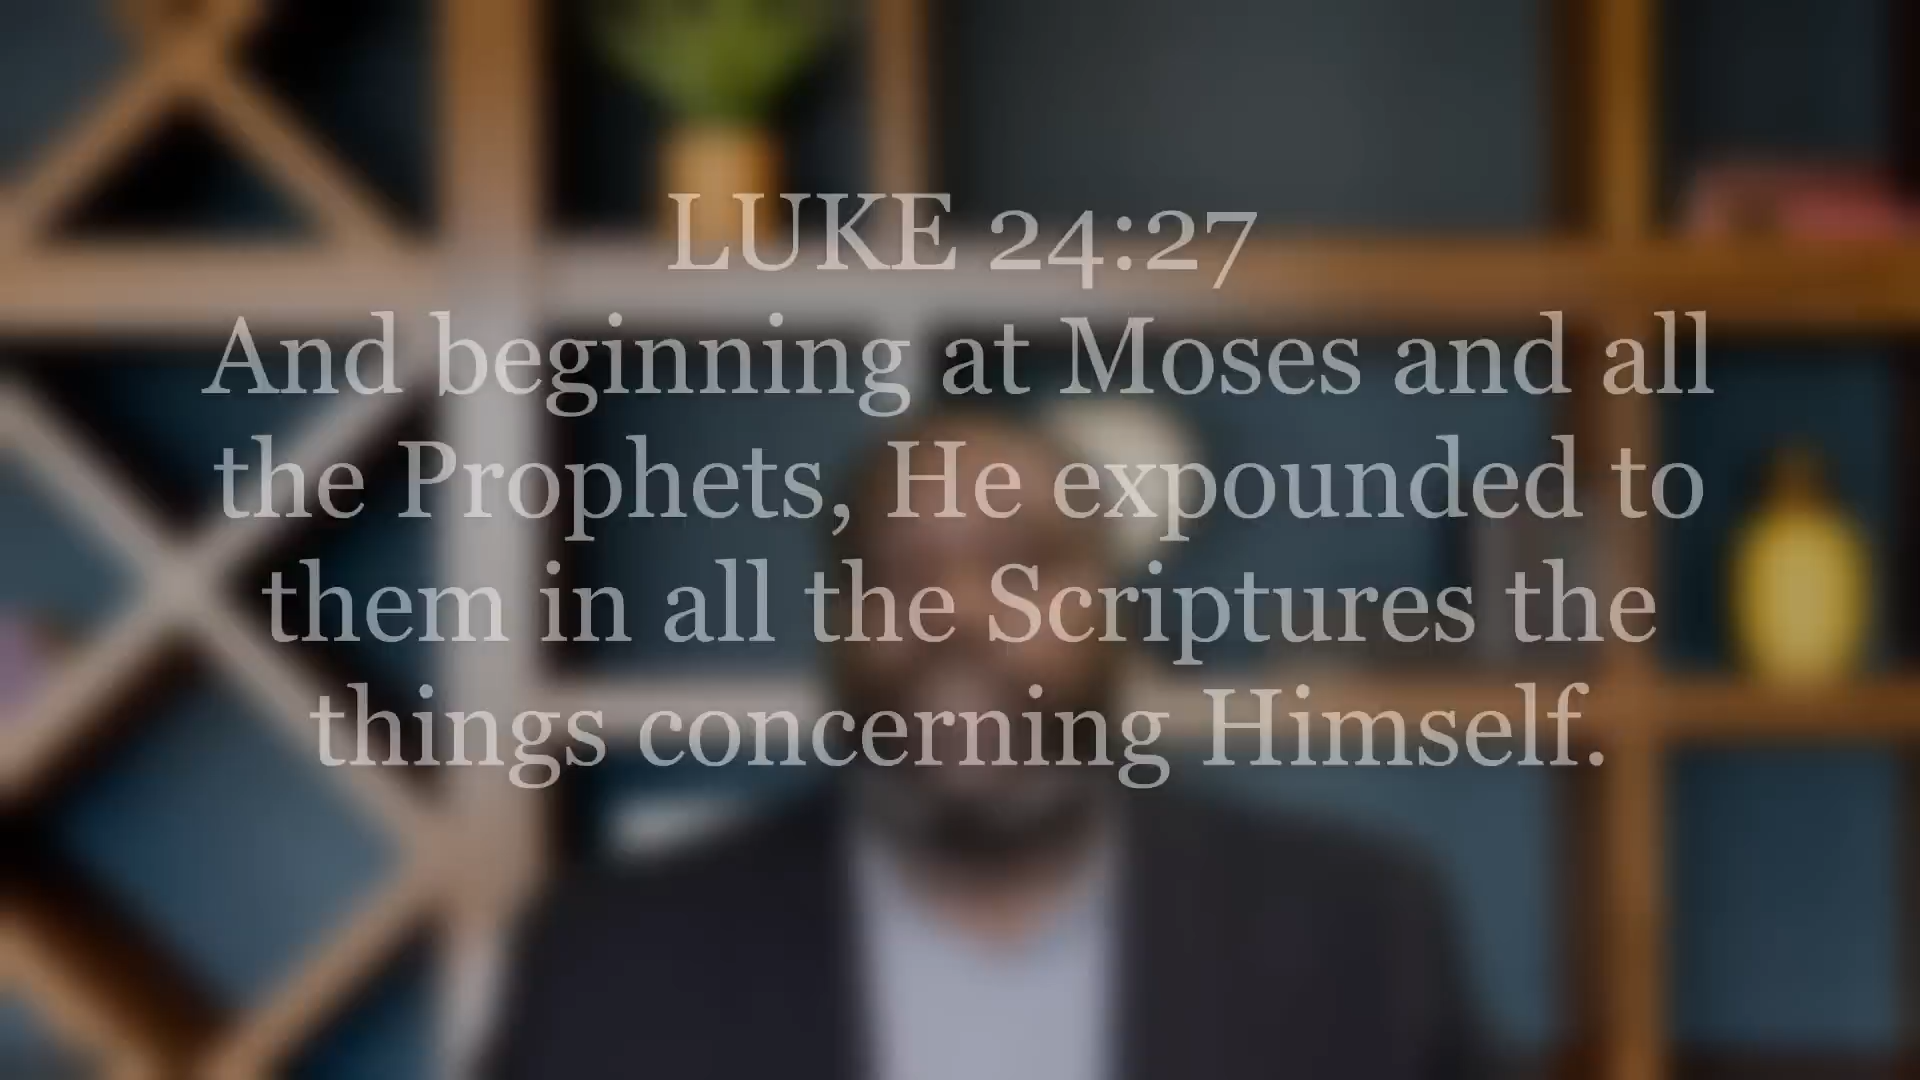 LUKE 24:27
And beginning at Moses and all
the Prophets, He expounded to
them in all the Scriptures the
things concerning Himself.